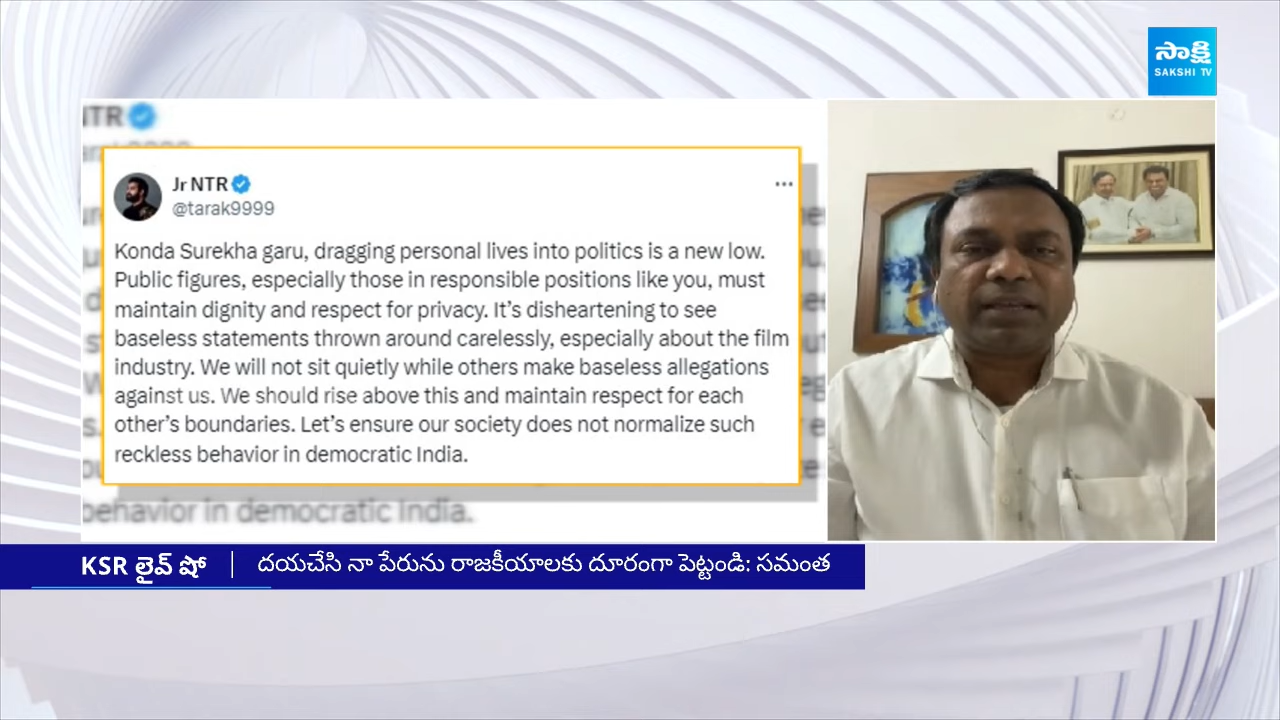 సాక్షి
SAKSHI TV
NTR
Jr NTR
@tarak9999
Konda Surekha garu, dragging personal lives into politics is a new low.
Public figures, especially those in responsible positions like you, must
maintain dignity and respect for privacy. It's disheartening to see
baseless statements thrown around carelessly, especially about the film
industry. We will not sit quietly while others make baseless allegations
against us. We should rise above this and maintain respect for each
other's boundaries. Let's ensure our society does not normalize such
reckless behavior in democratic India.
behavior in democratic India.
KSR లైవ్ షో | దయచేసి నా పేరును రాజకీయాలకు దూరంగా పెట్టండి: సమంత